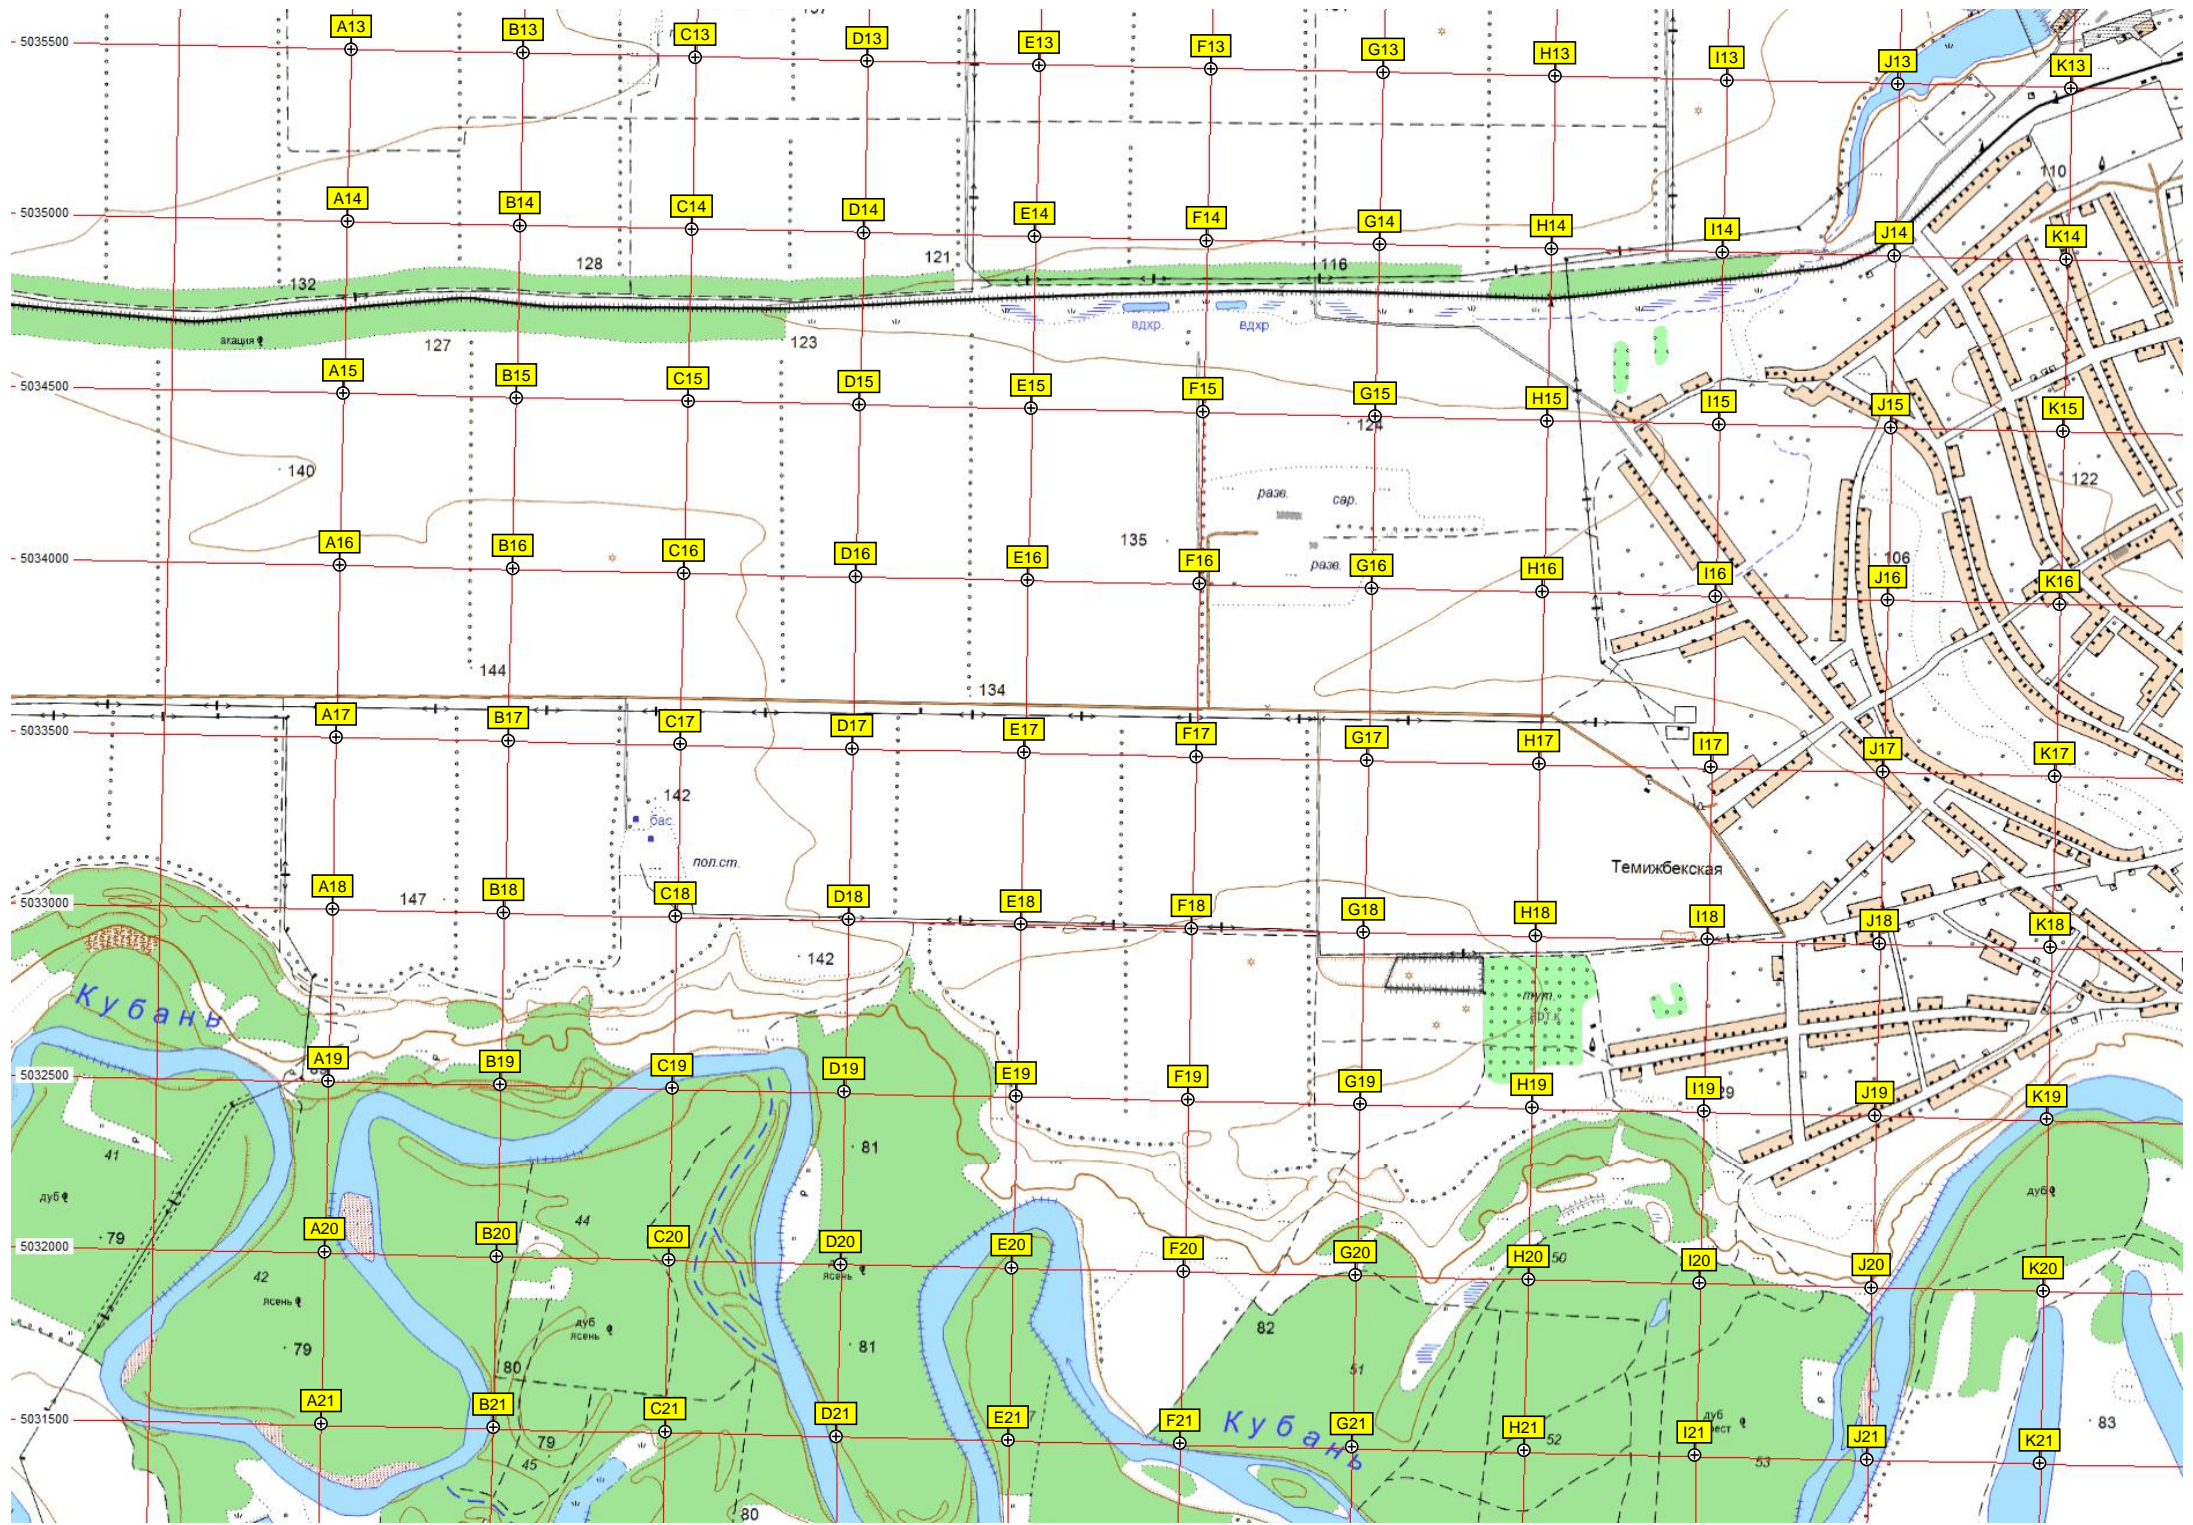 A13 B13 C13 D13 E13 F13 G13 H13 I13 J13 K13
5035500
110
A14 B14 C14 D14 E14 F14 G14 H14 I14 J14 K14
5035000
132 128 121 116
вдхр. вдхр.
акация 127 123
A15 B15 C15 D15 E15 F15 G15 H15 I15 J15 K15
5034500
124
140 122
разв. сар.
135
A16 B16 C16 D16 E16 F16 G16 H16 I16 J16 K16
5034000
разв. 106
144 134
A17 B17 C17 D17 E17 F17 G17 H17 I17 J17 K17
5033500
142
бас.
пол.ст.
Темижбекская
A18 B18 C18 D18 E18 F18 G18 H18 I18 J18 K18
5033000
147
142
Кубань
тут.
A19 B19 C19 D19 E19 F19 G19 H19 I19 J19 K19
5032500
41 81
дуб дуб
79 44
A20 B20 C20 D20 E20 F20 G20 H20 I20 J20 K20
5032000
50
42 ясень
ясень
дуб
ясень
82
79 80 81 51
A21 B21 C21 D21 E21 F21 G21 H21 I21 J21 K21
5031500
Кубань
дуб
83
79 45 52 53
80